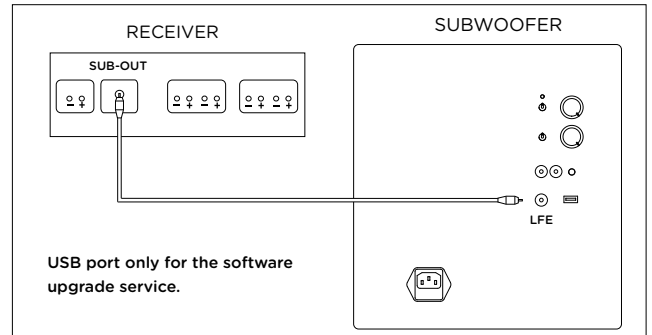 RECEIVER
SUBWOOFER
SUB-OUT
LFE
USB port only for the software
upgrade service.